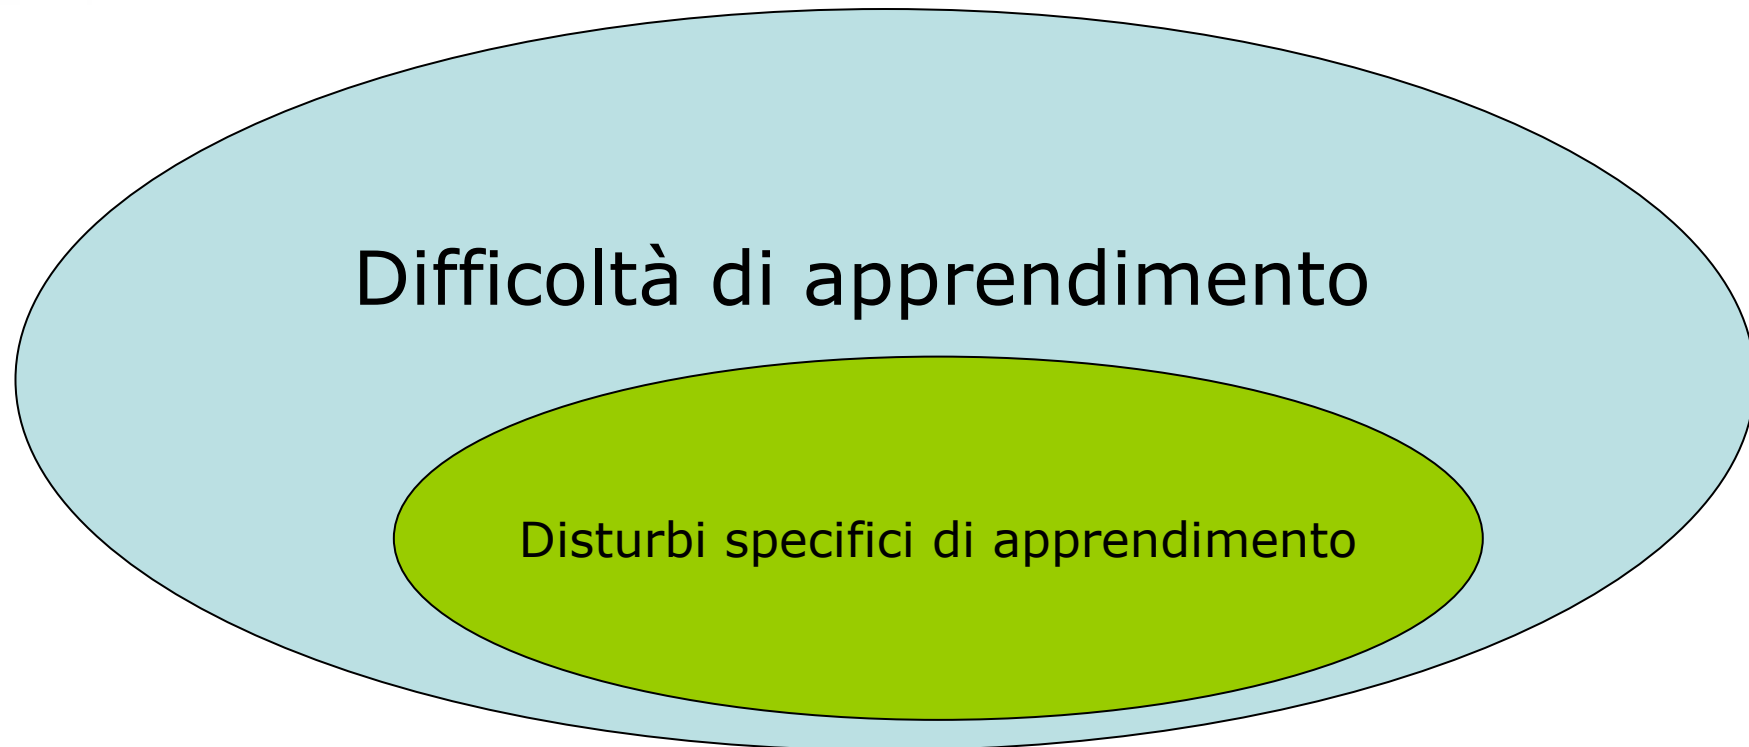 Difficoltà di apprendimento
Disturbi specifici di apprendimento